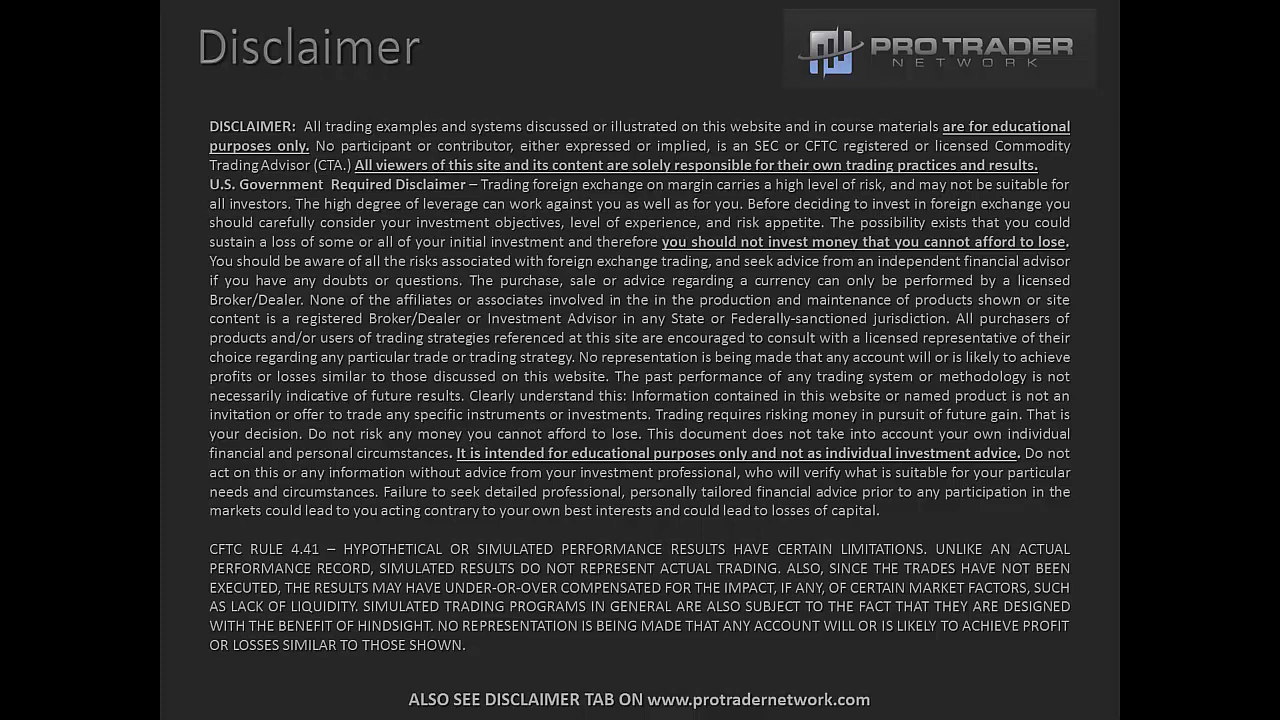 Disclaimer
PRO TRADER
NETWORK
DISCLAIMER: All trading examples and systems discussed or illustrated on this website and in course materials are for educational
purposes only. No participant or contributor, either expressed or implied, is an SEC or CFTC registered or licensed Commodity
Trading Advisor (CTA.) All viewers of this site and its content are solely responsible for their own trading practices and results.
U.S. Government Required Disclaimer – Trading foreign exchange on margin carries a high level of risk, and may not be suitable for
all investors. The high degree of leverage can work against you as well as for you. Before deciding to invest in foreign exchange you
should carefully consider your investment objectives, level of experience, and risk appetite. The possibility exists that you could
sustain a loss of some or all of your initial investment and therefore you should not invest money that you cannot afford to lose.
You should be aware of all the risks associated with foreign exchange trading, and seek advice from an independent financial advisor
if you have any doubts or questions. The purchase, sale or advice regarding a currency can only be performed by a licensed
Broker/Dealer. None of the affiliates or associates involved in the in the production and maintenance of products shown or site
content is a registered Broker/Dealer or Investment Advisor in any State or Federally-sanctioned jurisdiction. All purchasers of
products and/or users of trading strategies referenced at this site are encouraged to consult with a licensed representative of their
choice regarding any particular trade or trading strategy. No representation is being made that any account will or is likely to achieve
profits or losses similar to those discussed on this website. The past performance of any trading system or methodology is not
necessarily indicative of future results. Clearly understand this: Information contained in this website or named product is not an
invitation or offer to trade any specific instruments or investments. Trading requires risking money in pursuit of future gain. That is
your decision. Do not risk any money you cannot afford to lose. This document does not take into account your own individual
financial and personal circumstances. It is intended for educational purposes only and not as individual investment advice. Do not
act on this or any information without advice from your investment professional, who will verify what is suitable for your particular
needs and circumstances. Failure to seek detailed professional, personally tailored financial advice prior to any participation in the
markets could lead to you acting contrary to your own best interests and could lead to losses of capital.
CFTC RULE 4.41 – HYPOTHETICAL OR SIMULATED PERFORMANCE RESULTS HAVE CERTAIN LIMITATIONS. UNLIKE AN ACTUAL
PERFORMANCE RECORD, SIMULATED RESULTS DO NOT REPRESENT ACTUAL TRADING. ALSO, SINCE THE TRADES HAVE NOT BEEN
EXECUTED, THE RESULTS MAY HAVE UNDER-OR-OVER COMPENSATED FOR THE IMPACT, IF ANY, OF CERTAIN MARKET FACTORS, SUCH
AS LACK OF LIQUIDITY. SIMULATED TRADING PROGRAMS IN GENERAL ARE ALSO SUBJECT TO THE FACT THAT THEY ARE DESIGNED
WITH THE BENEFIT OF HINDSIGHT. NO REPRESENTATION IS BEING MADE THAT ANY ACCOUNT WILL OR IS LIKELY TO ACHIEVE PROFIT
OR LOSSES SIMILAR TO THOSE SHOWN.
ALSO SEE DISCLAIMER TAB ON www.protradernetwork.com